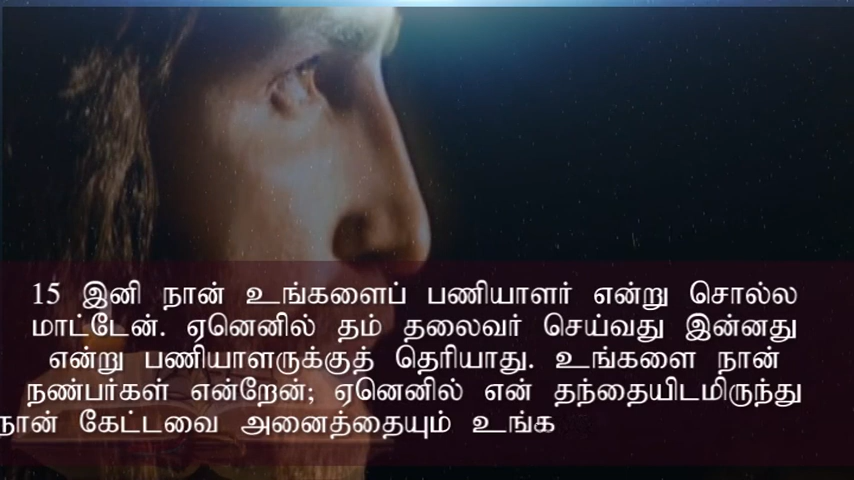 15 இனி நான் உங்களைப் பணியாளர் என்று சொல்ல
மாட்டேன். ஏனெனில் தம் தலைவர் செய்வது இன்னது
என்று பணியாளருக்குத் தெரியாது. உங்களை நான்
நண்பர்கள் என்றேன்; ஏனெனில் என் தந்தையிடமிருந்து
நான் கேட்டவை அனைத்தையும் உங்க